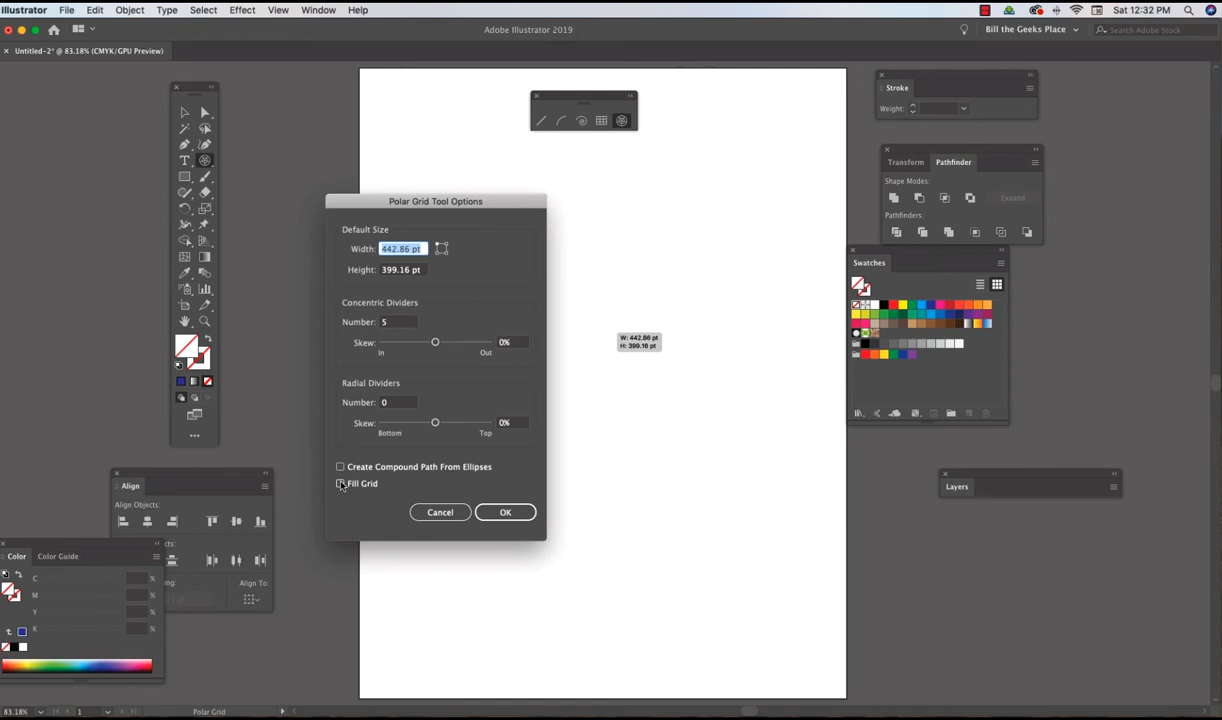 Illustrator File Edit Object Type Select Effect View Window Help Sat 12:32 PM
Adobe Illustrator 2019 Bill the Geeks Place Search Adobe Stock
Untitled-2* @ 83.18% (CMYK/GPU Preview)
Stroke
Weight:
Transform Pathfinder
Shape Modes:
Expand
Pathfinders:
Swatches
Polar Grid Tool Options
Default Size
Width: 442.86 pt
Height: 399.16 pt
Concentric Dividers
Number: 5
Skew: 0%
In Out
Radial Dividers
Number: 0
Skew: 0%
Bottom Top
Create Compound Path From Ellipses
Fill Grid
Cancel OK
W: 442.86 pt
H: 399.16 pt
Align
Align Objects:
Align To:
Color Color Guide
C %
M %
Y %
K %
Layers
83.18% 1 Polar Grid